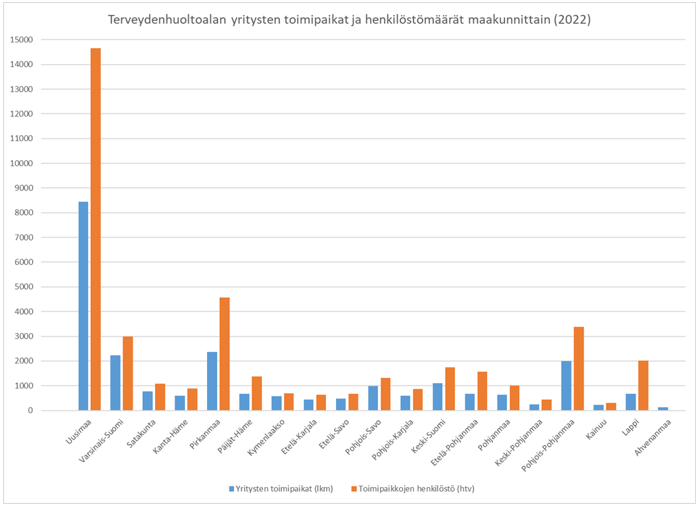 Terveydenhuoltoalan yritysten toimipaikat ja henkilöstömäärät maakunnittain (2022)
15000
14000
13000
12000
11000
10000
9000
8000
7000
6000
5000
4000
3000
2000
1000
0
Uusimaa
Varsinais-Suomi
Satakunta
Kanta-Häme
Pirkanmaa
Päijät-Häme
Kymenlaakso
Etelä-Karjala
Etelä-Savo
Pohjois-Savo
Pohjois-Karjala
Keski-Suomi
Etelä-Pohjanmaa
Pohjanmaa
Keski-Pohjanmaa
Pohjois-Pohjanmaa
Kainuu
Lappi
Ahvenanmaa
Yritysten toimipaikat (lkm)
Toimipaikkojen henkilöstö (htv)